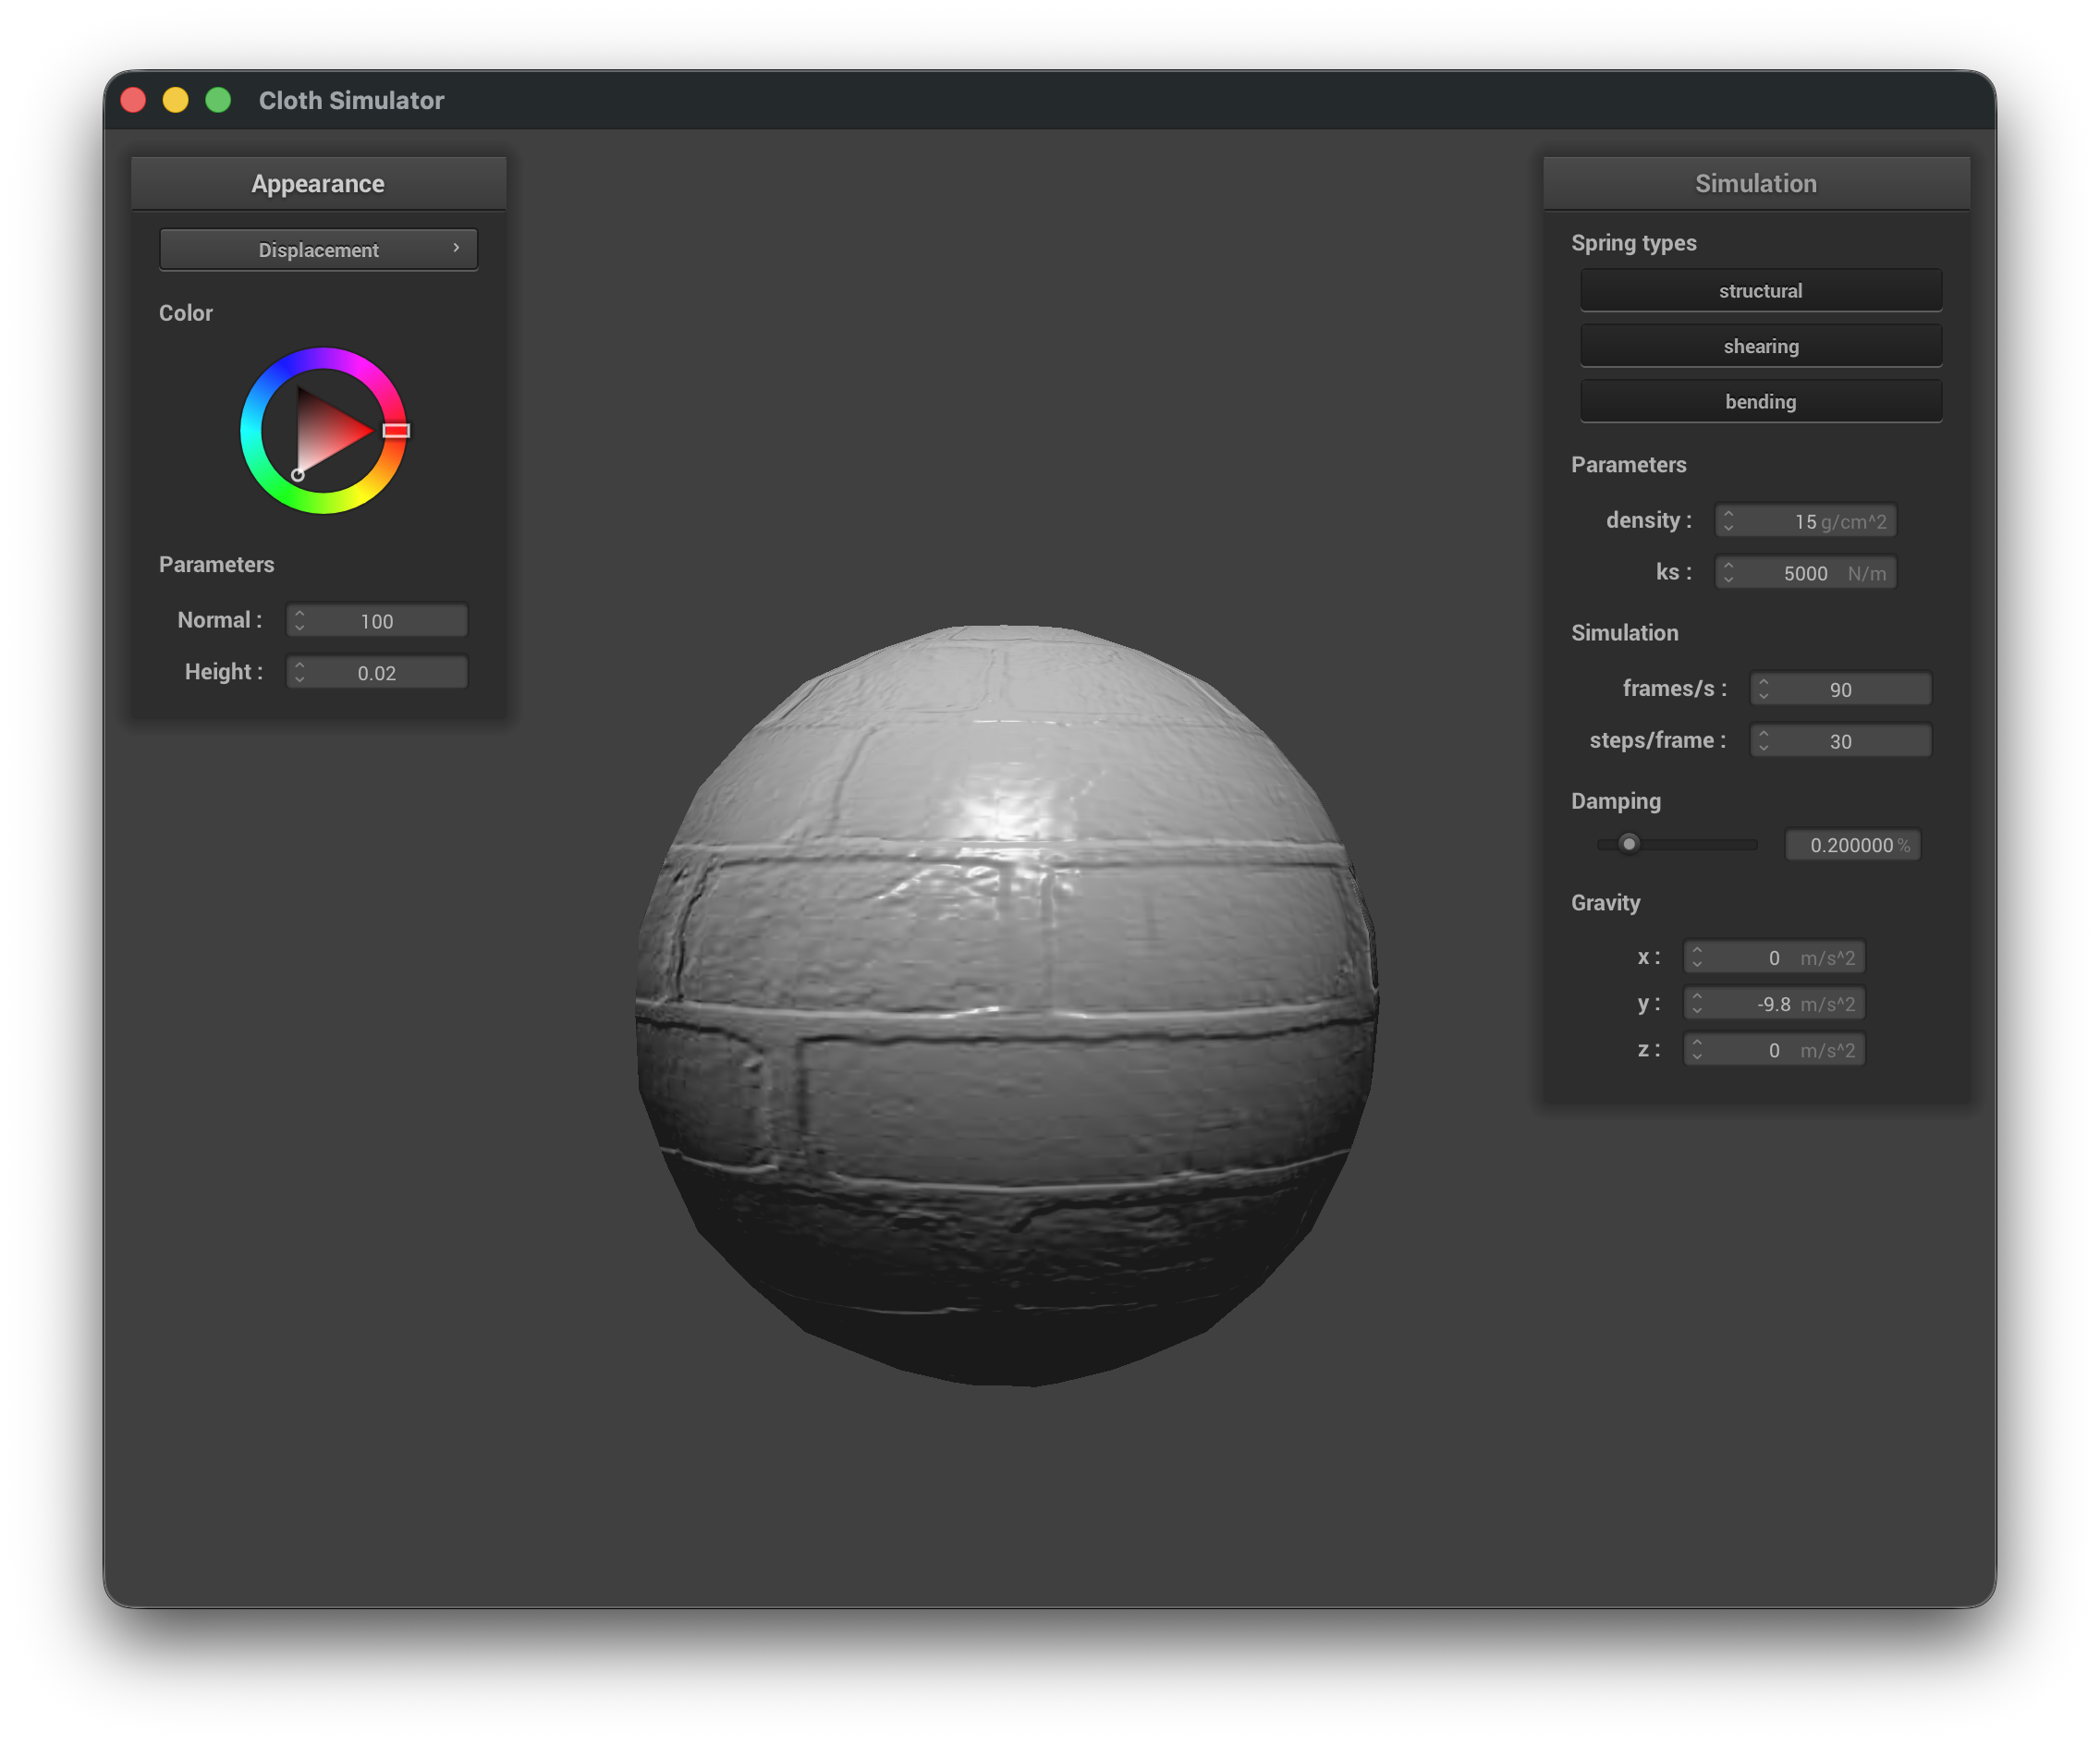 Cloth Simulator
Appearance
Displacement
Color
Parameters
Normal : 100
Height : 0.02
Simulation
Spring types
structural
shearing
bending
Parameters
density : 15 g/cm^2
ks : 5000 N/m
Simulation
frames/s : 90
steps/frame : 30
Damping
0.200000 %
Gravity
x : 0 m/s^2
y : -9.8 m/s^2
z : 0 m/s^2